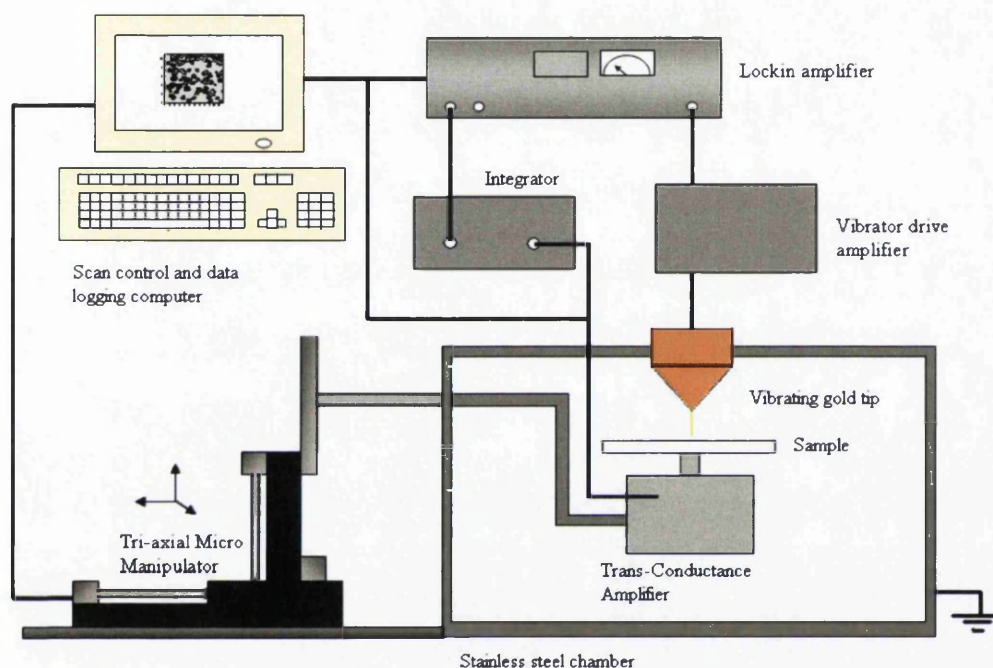 Lockin amplifier
Integrator
Vibrator drive
amplifier
Scan control and data
logging computer
Vibrating gold tip
Sample
Tri-axial Micro
Manipulator
Trans-Conductance
Amplifier
Stainless steel chamber